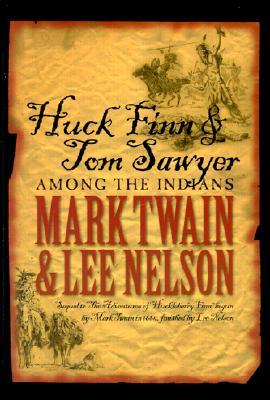 Huck Finn &
Tom Sawyer
AMONG THE INDIANS
MARK TWAIN
& LEE NELSON
Sequel to The Adventures of Huckleberry Finn begun
by Mark Twain in 1885, finished by Lee Nelson